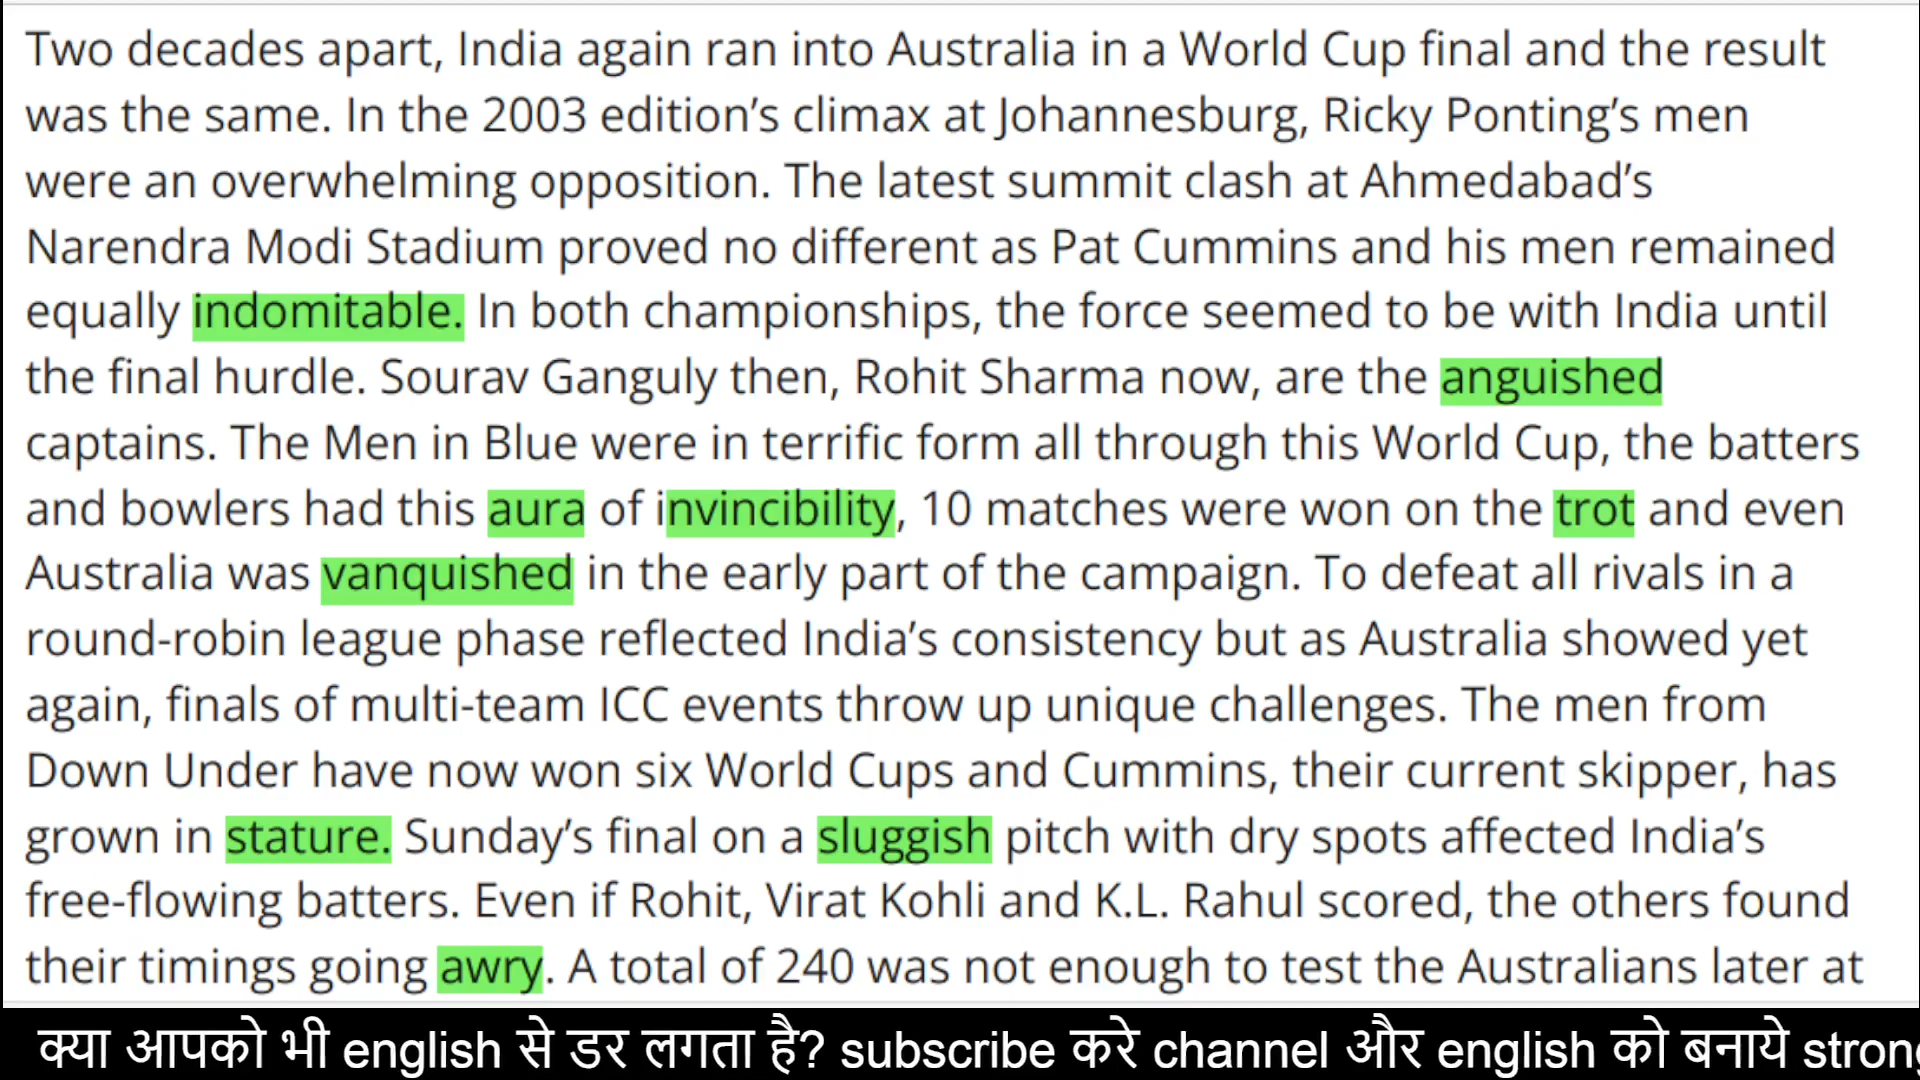 Two decades apart, India again ran into Australia in a World Cup final and the result
was the same. In the 2003 edition’s climax at Johannesburg, Ricky Ponting’s men
were an overwhelming opposition. The latest summit clash at Ahmedabad’s
Narendra Modi Stadium proved no different as Pat Cummins and his men remained
equally indomitable. In both championships, the force seemed to be with India until
the final hurdle. Sourav Ganguly then, Rohit Sharma now, are the anguished
captains. The Men in Blue were in terrific form all through this World Cup, the batters
and bowlers had this aura of invincibility, 10 matches were won on the trot and even
Australia was vanquished in the early part of the campaign. To defeat all rivals in a
round-robin league phase reflected India’s consistency but as Australia showed yet
again, finals of multi-team ICC events throw up unique challenges. The men from
Down Under have now won six World Cups and Cummins, their current skipper, has
grown in stature. Sunday’s final on a sluggish pitch with dry spots affected India’s
free-flowing batters. Even if Rohit, Virat Kohli and K.L. Rahul scored, the others found
their timings going awry. A total of 240 was not enough to test the Australians later at
क्या आपको भी english से डर लगता है? subscribe करे channel और english को बनाये strong